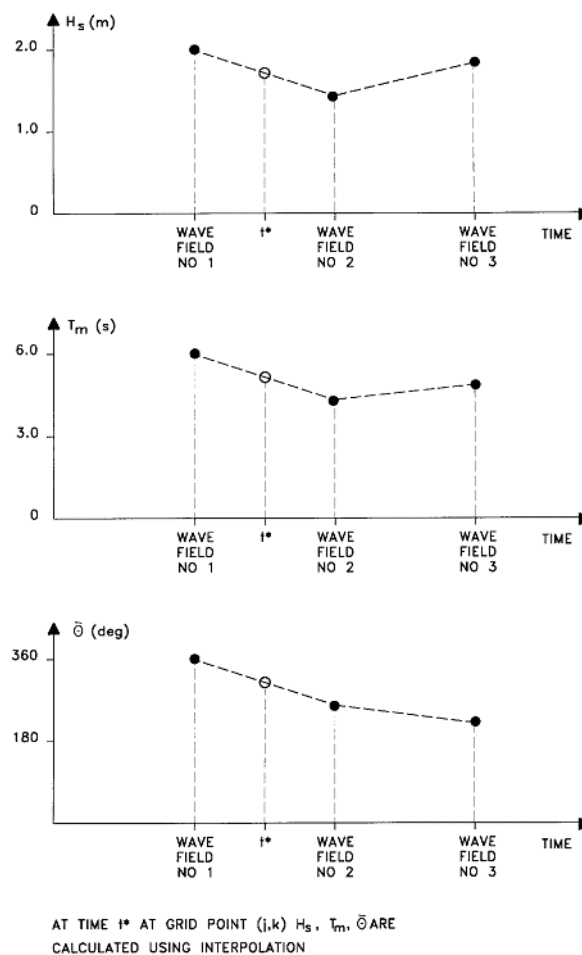 H_s (m)
2.0
1.0
0
WAVE FIELD NO 1
t*
WAVE FIELD NO 2
WAVE FIELD NO 3
TIME
T_m (s)
6.0
3.0
0
WAVE FIELD NO 1
t*
WAVE FIELD NO 2
WAVE FIELD NO 3
TIME
Θ̄ (deg)
360
180
WAVE FIELD NO 1
t*
WAVE FIELD NO 2
WAVE FIELD NO 3
TIME
AT TIME t* AT GRID POINT (j,k) H_s, T_m, Θ̄ ARE
CALCULATED USING INTERPOLATION